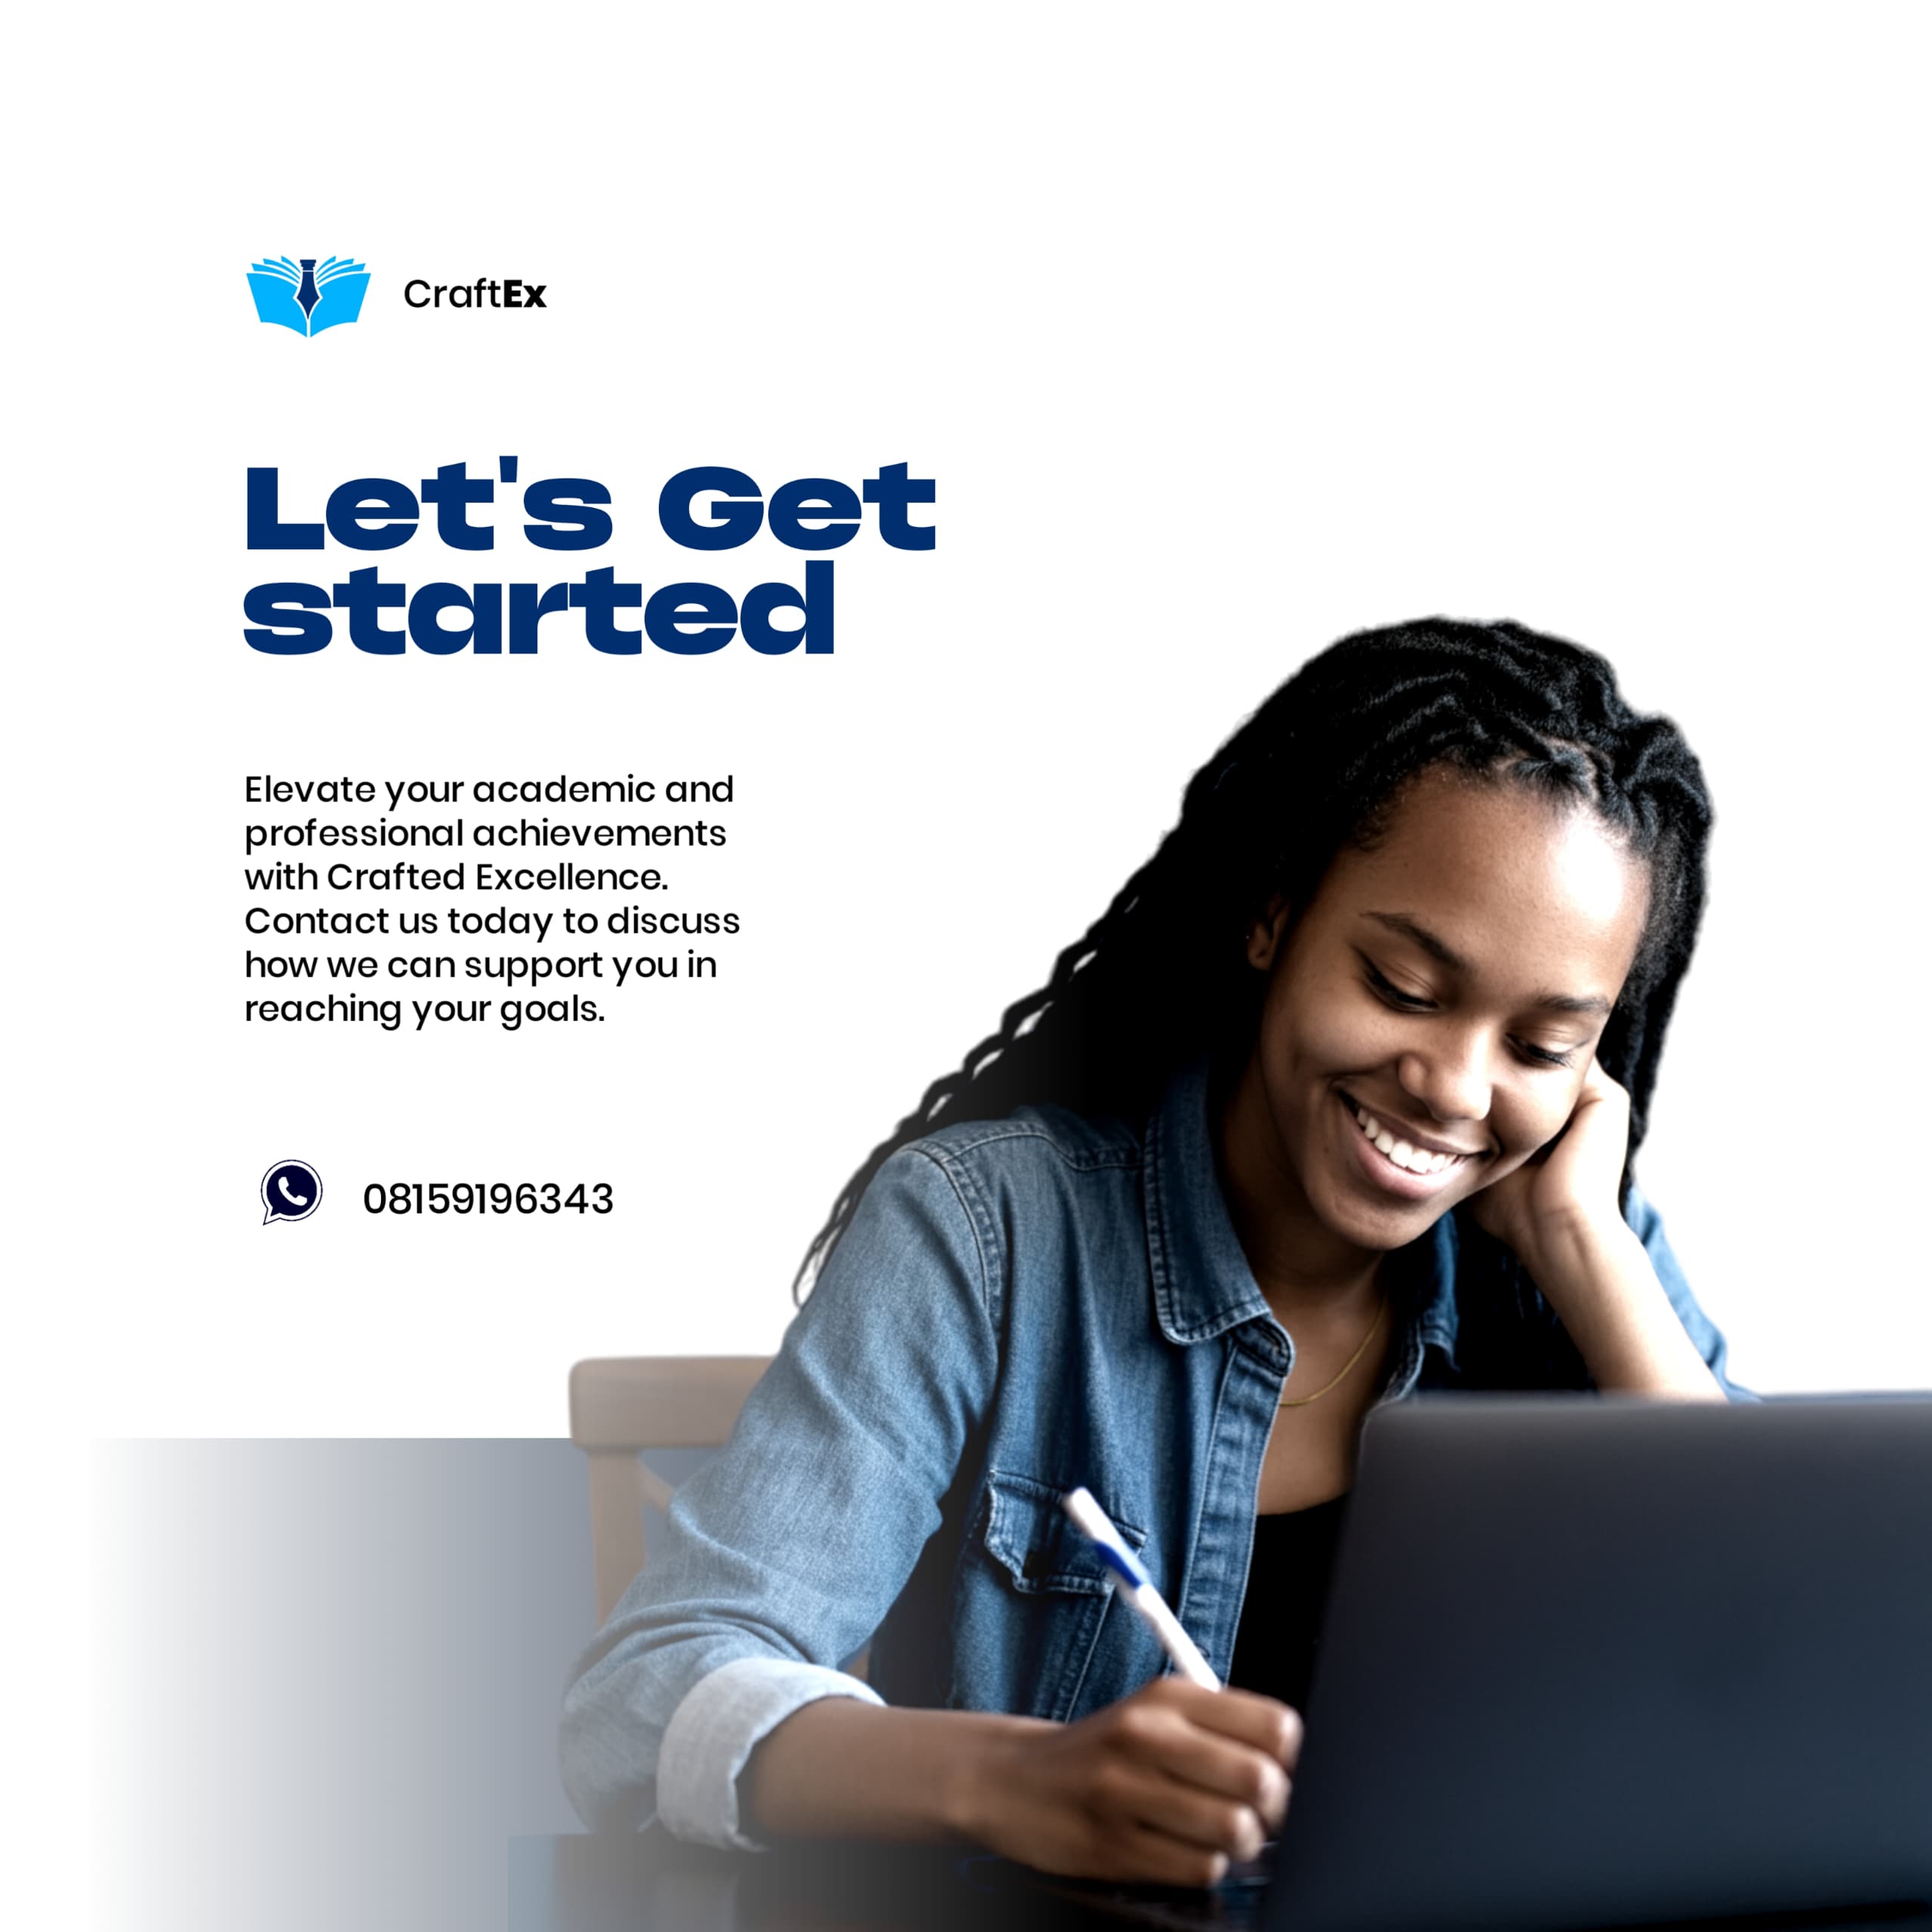 CraftEx
Let's Get
started
Elevate your academic and
professional achievements
with Crafted Excellence.
Contact us today to discuss
how we can support you in
reaching your goals.
08159196343